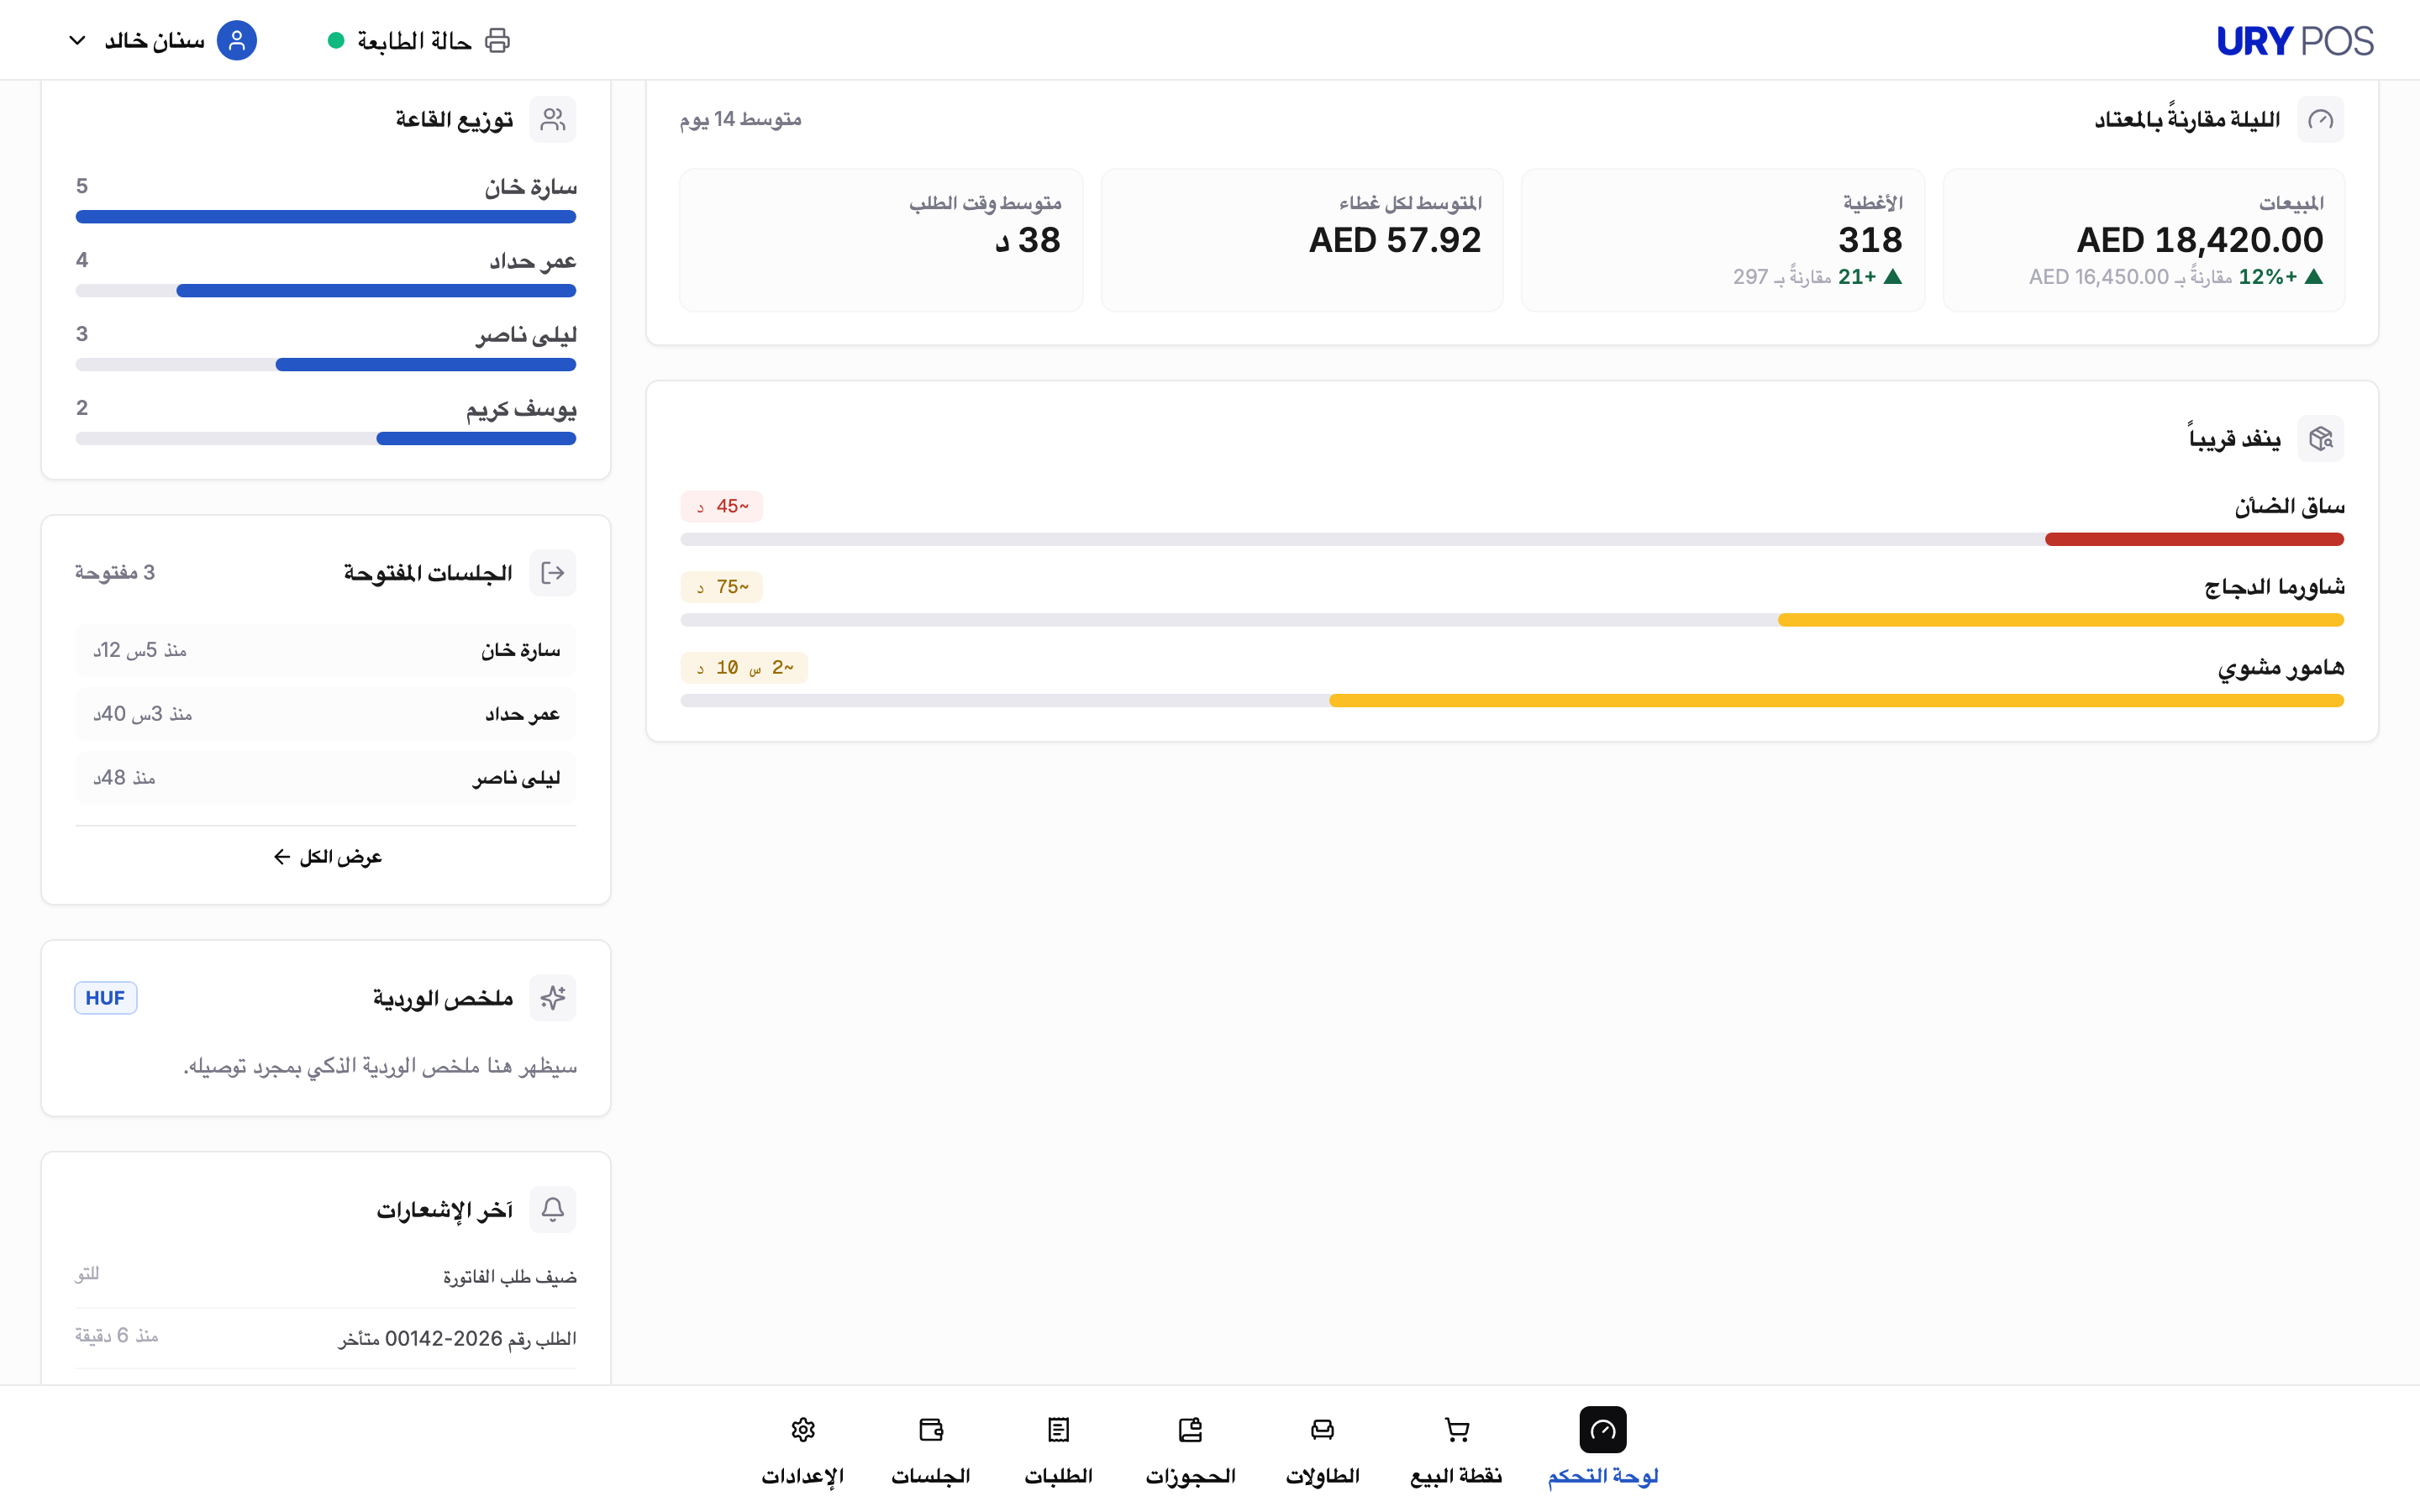 URY POS
حالة الطابعة
سنان خالد
الليلة مقارنةً بالمعتاد
متوسط 14 يوم
المبيعات
AED 18,420.00
▲ +12% مقارنةً بـ AED 16,450.00
الأغطية
318
▲ +21 مقارنةً بـ 297
المتوسط لكل غطاء
AED 57.92
متوسط وقت الطلب
38 د
ينفد قريباً
ساق الضأن
~45 د
شاورما الدجاج
~75 د
هامور مشوي
~2 س 10 د
توزيع القاعة
سارة خان
5
عمر حداد
4
ليلى ناصر
3
يوسف كريم
2
الجلسات المفتوحة
3 مفتوحة
سارة خان
منذ 5س 12د
عمر حداد
منذ 3س 40د
ليلى ناصر
منذ 48د
عرض الكل ←
ملخص الوردية
HUF
سيظهر هنا ملخص الوردية الذكي بمجرد توصيله.
آخر الإشعارات
ضيف طلب الفاتورة
للتو
الطلب رقم 2026-00142 متأخر
منذ 6 دقيقة
لوحة التحكم
نقطة البيع
الطاولات
الحجوزات
الطلبات
الجلسات
الإعدادات